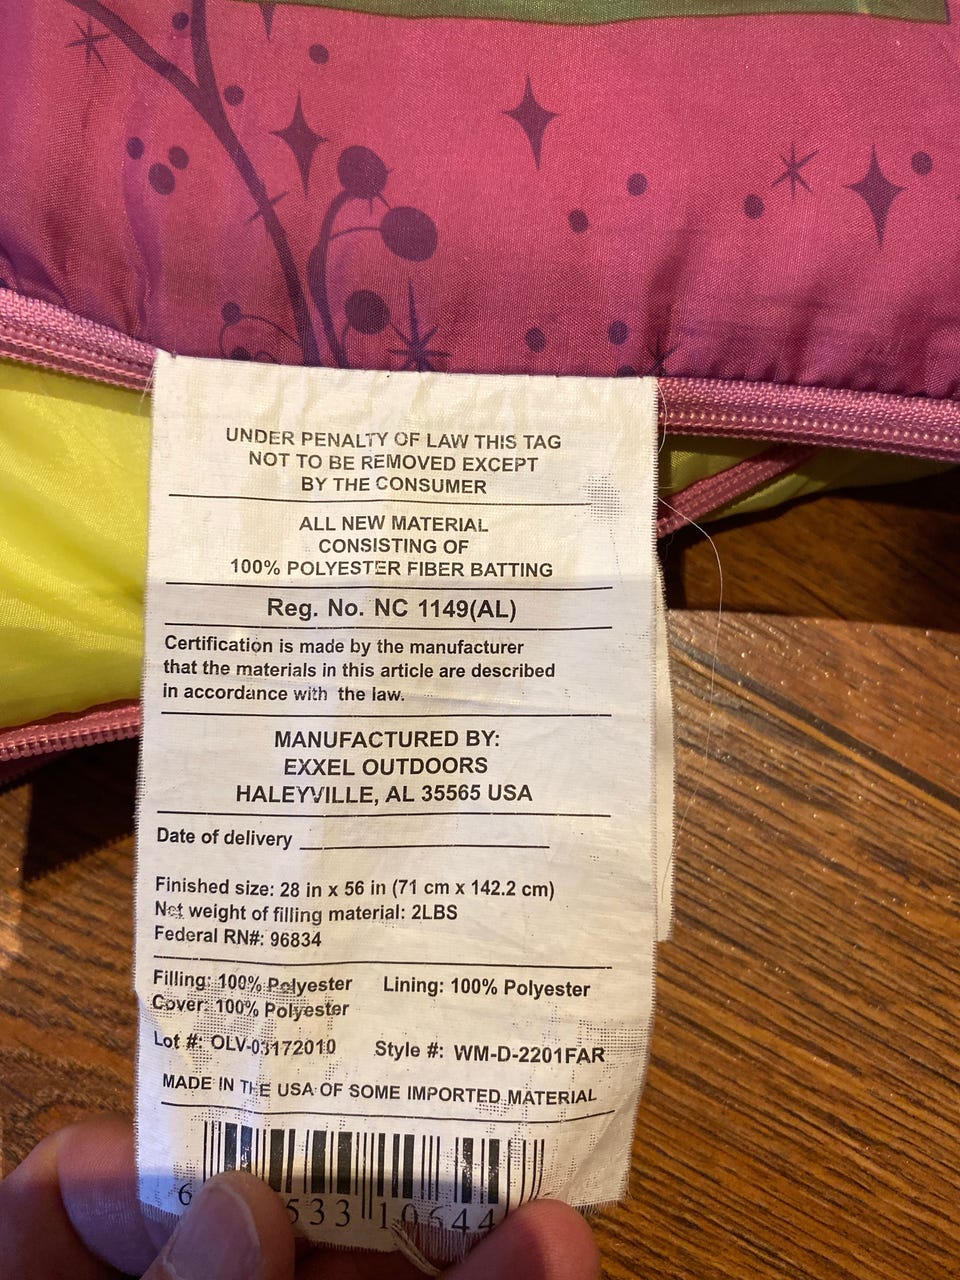 UNDER PENALTY OF LAW THIS TAG
NOT TO BE REMOVED EXCEPT
BY THE CONSUMER
ALL NEW MATERIAL
CONSISTING OF
100% POLYESTER FIBER BATTING
Reg. No. NC 1149(AL)
Certification is made by the manufacturer
that the materials in this article are described
in accordance with the law.
MANUFACTURED BY:
EXXEL OUTDOORS
HALEYVILLE, AL 35565 USA
Date of delivery
Finished size: 28 in x 56 in (71 cm x 142.2 cm)
Net weight of filling material: 2LBS
Federal RN#: 96834
Filling: 100% Polyester Lining: 100% Polyester
Cover: 100% Polyester
Lot #: OLV-03172010 Style #: WM-D-2201FAR
MADE IN THE USA OF SOME IMPORTED MATERIAL
6 533 10644